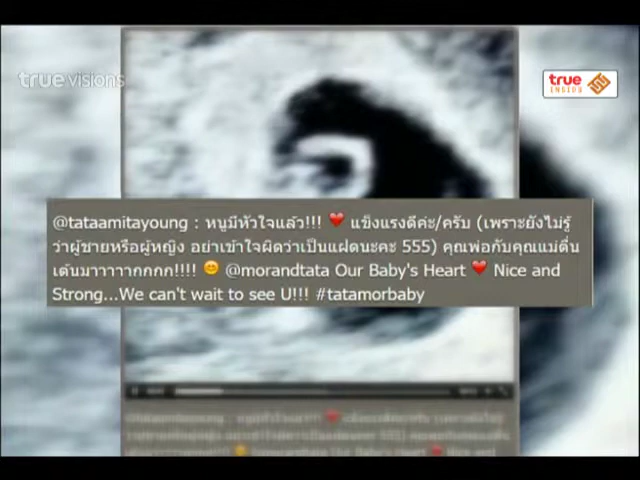 true visions
true
INSIDE
@tataamitayoung : หนูมีหัวใจแล้ว!!! ❤ แข็งแรงดีค่ะ/ครับ (เพราะยังไม่รู้
ว่าผู้ชายหรือผู้หญิง อย่าเข้าใจผิดว่าเป็นแฝดนะคะ 555) คุณพ่อกับคุณแม่ตื่น
เต้นมาาาาากกกก!!!! 😊 @morandtata Our Baby's Heart ❤ Nice and
Strong...We can't wait to see U!!! #tatamorbaby